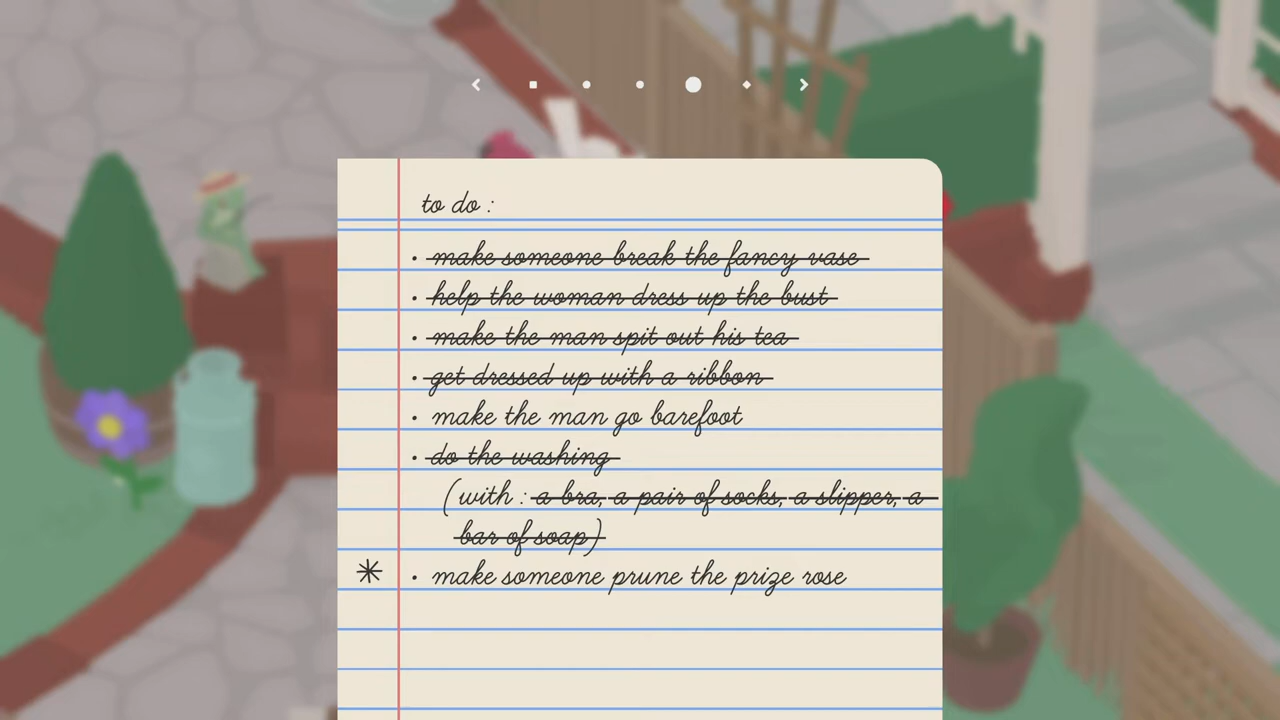 to do :
• make someone break the fancy vase
• help the woman dress up the bust
• make the man spit out his tea
• get dressed up with a ribbon
• make the man go barefoot
• do the washing
(with : a bra, a pair of socks, a slipper, a
bar of soap)
• make someone prune the prize rose